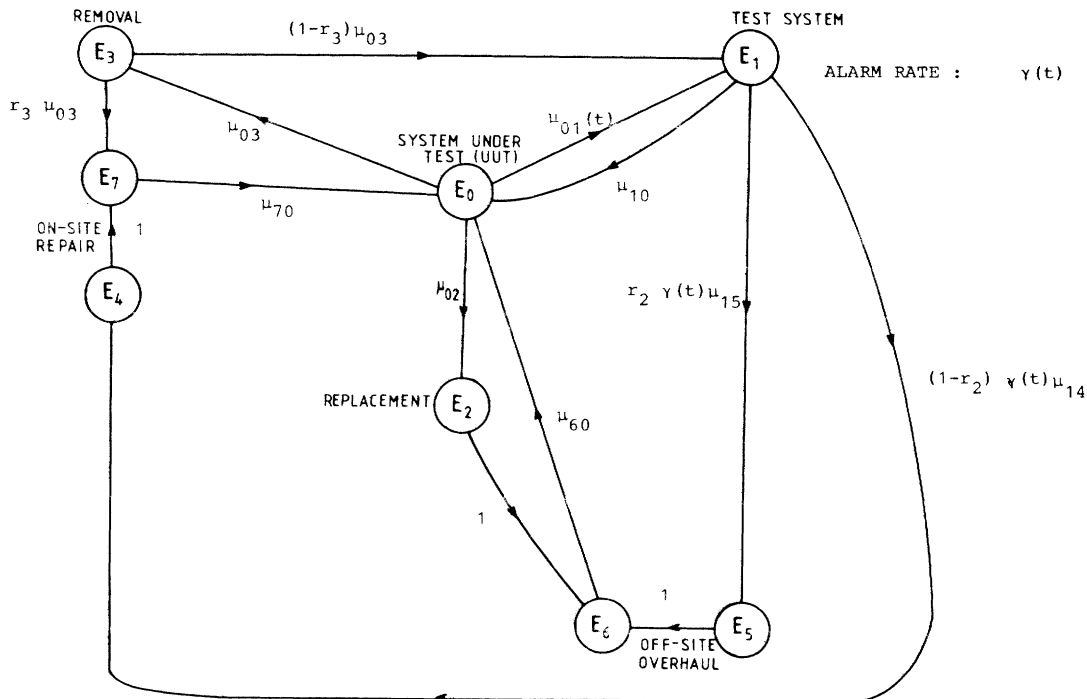 REMOVAL
TEST SYSTEM
(1-r₃)μ₀₃
E₃
E₁
ALARM RATE : γ(t)
r₃ μ₀₃
μ₀₃
μ₀₁(t)
SYSTEM UNDER
TEST (UUT)
E₇
E₀
μ₁₀
μ₇₀
ON-SITE
REPAIR
1
E₄
μ₀₂
r₂ γ(t)μ₁₅
(1-r₂) γ(t)μ₁₄
REPLACEMENT
E₂
μ₆₀
1
1
E₆
E₅
OFF-SITE
OVERHAUL